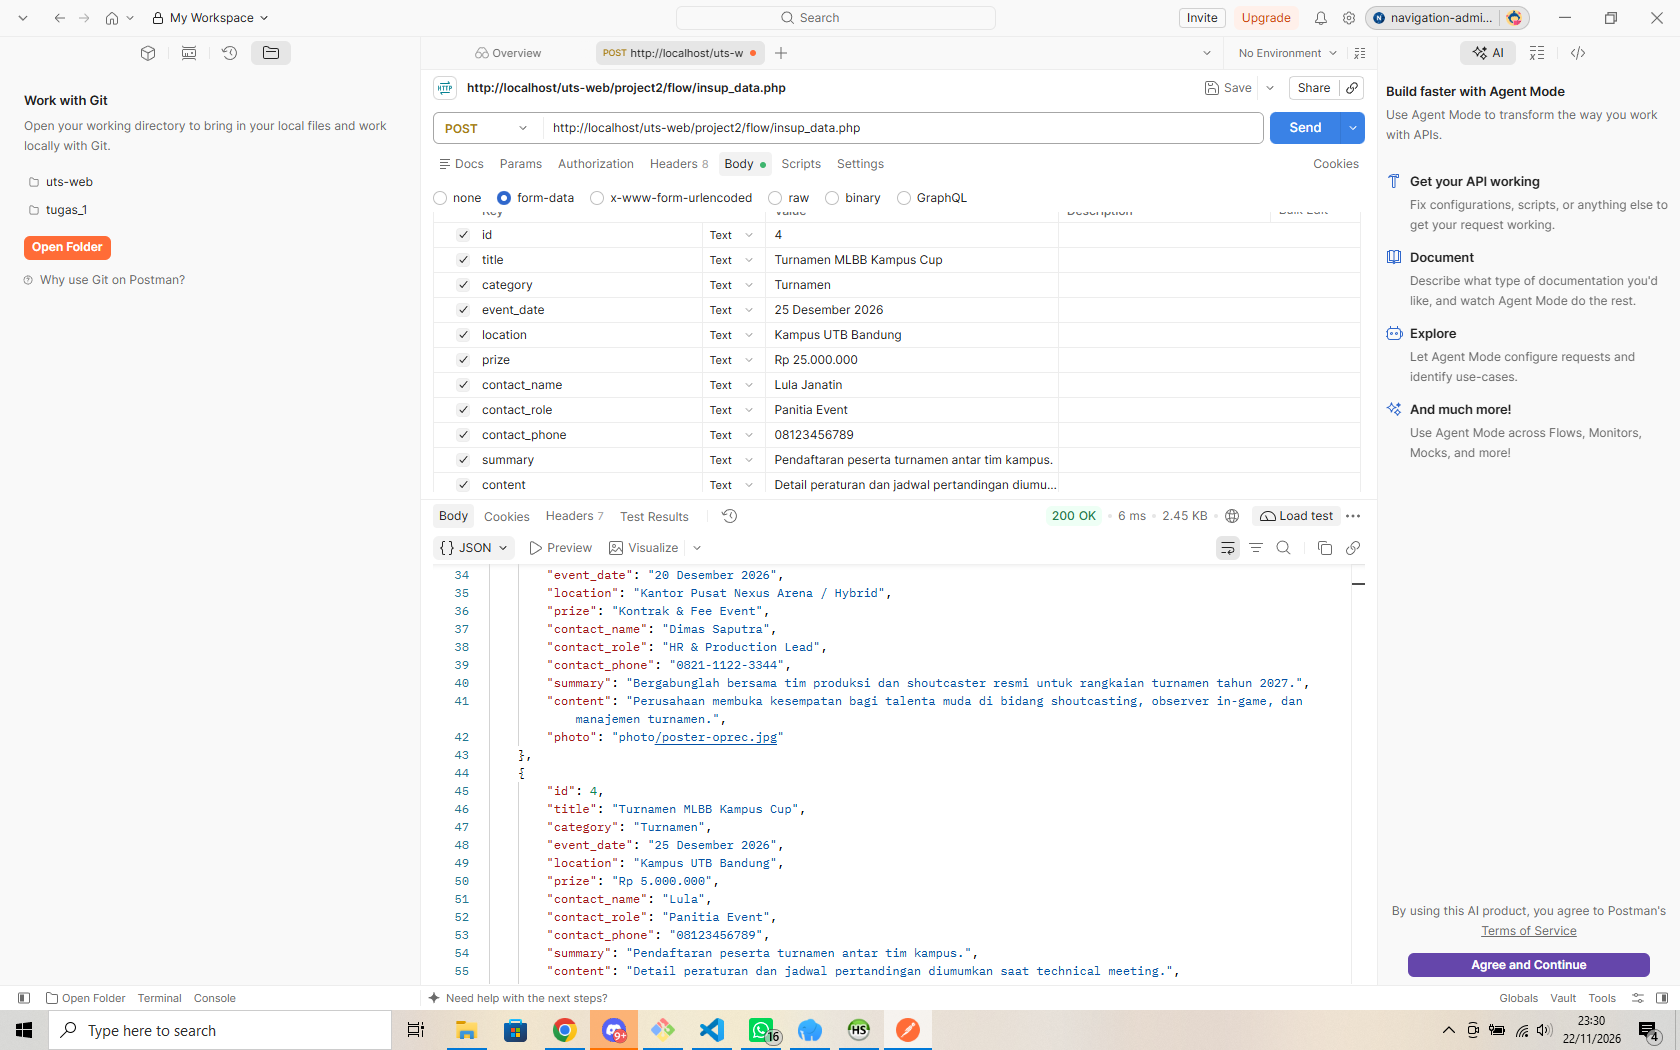 My Workspace
Search
Invite
Upgrade
navigation-admi...
Work with Git
Open your working directory to bring in your local files and work
locally with Git.
uts-web
tugas_1
Open Folder
Why use Git on Postman?
Overview
POST http://localhost/uts-w
No Environment
HTTP http://localhost/uts-web/project2/flow/insup_data.php
Save
Share
POST
http://localhost/uts-web/project2/flow/insup_data.php
Send
Docs Params Authorization Headers 8 Body Scripts Settings Cookies
none form-data x-www-form-urlencoded raw binary GraphQL
Key Value Description Bulk Edit
id Text 4
title Text Turnamen MLBB Kampus Cup
category Text Turnamen
event_date Text 25 Desember 2026
location Text Kampus UTB Bandung
prize Text Rp 25.000.000
contact_name Text Lula Janatin
contact_role Text Panitia Event
contact_phone Text 08123456789
summary Text Pendaftaran peserta turnamen antar tim kampus.
content Text Detail peraturan dan jadwal pertandingan diumu...
Body Cookies Headers 7 Test Results
200 OK • 6 ms • 2.45 KB
Load test
{} JSON Preview Visualize
34 "event_date": "20 Desember 2026",
35 "location": "Kantor Pusat Nexus Arena / Hybrid",
36 "prize": "Kontrak & Fee Event",
37 "contact_name": "Dimas Saputra",
38 "contact_role": "HR & Production Lead",
39 "contact_phone": "0821-1122-3344",
40 "summary": "Bergabunglah bersama tim produksi dan shoutcaster resmi untuk rangkaian turnamen tahun 2027.",
41 "content": "Perusahaan membuka kesempatan bagi talenta muda di bidang shoutcasting, observer in-game, dan
manajemen turnamen.",
42 "photo": "photo/poster-oprec.jpg"
43 },
44 {
45 "id": 4,
46 "title": "Turnamen MLBB Kampus Cup",
47 "category": "Turnamen",
48 "event_date": "25 Desember 2026",
49 "location": "Kampus UTB Bandung",
50 "prize": "Rp 5.000.000",
51 "contact_name": "Lula",
52 "contact_role": "Panitia Event",
53 "contact_phone": "08123456789",
54 "summary": "Pendaftaran peserta turnamen antar tim kampus.",
55 "content": "Detail peraturan dan jadwal pertandingan diumumkan saat technical meeting.",
AI
Build faster with Agent Mode
Use Agent Mode to transform the way you work
with APIs.
Get your API working
Fix configurations, scripts, or anything else to
get your request working.
Document
Describe what type of documentation you'd
like, and watch Agent Mode do the rest.
Explore
Let Agent Mode configure requests and
identify use-cases.
And much more!
Use Agent Mode across Flows, Monitors,
Mocks, and more!
By using this AI product, you agree to Postman's
Terms of Service
Agree and Continue
Open Folder Terminal Console
Need help with the next steps?
Globals Vault Tools
Type here to search
9+
16
HS
23:30
22/11/2026
4